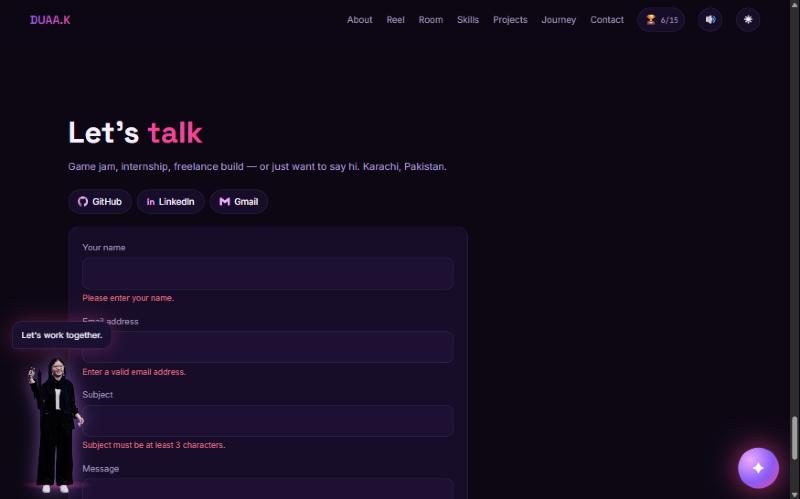 DUAA.K
About Reel Room Skills Projects Journey Contact 6/15
Let's talk
Game jam, internship, freelance build — or just want to say hi. Karachi, Pakistan.
GitHub in LinkedIn Gmail
Your name
Please enter your name.
Email address
Let's work together.
Enter a valid email address.
Subject
Subject must be at least 3 characters.
Message